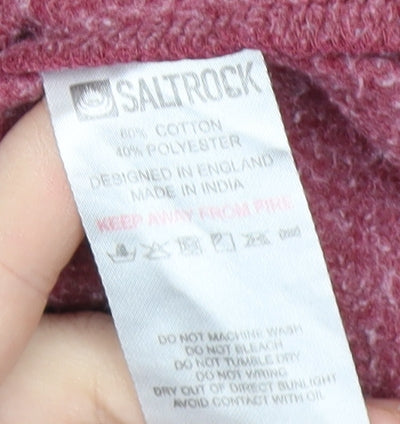 SALTROCK
60% COTTON
40% POLYESTER
DESIGNED IN ENGLAND
MADE IN INDIA
KEEP AWAY FROM FIRE
DO NOT MACHINE WASH
DO NOT BLEACH
DO NOT TUMBLE DRY
DO NOT WRING
DRY OUT OF DIRECT SUNLIGHT
AVOID CONTACT WITH OIL